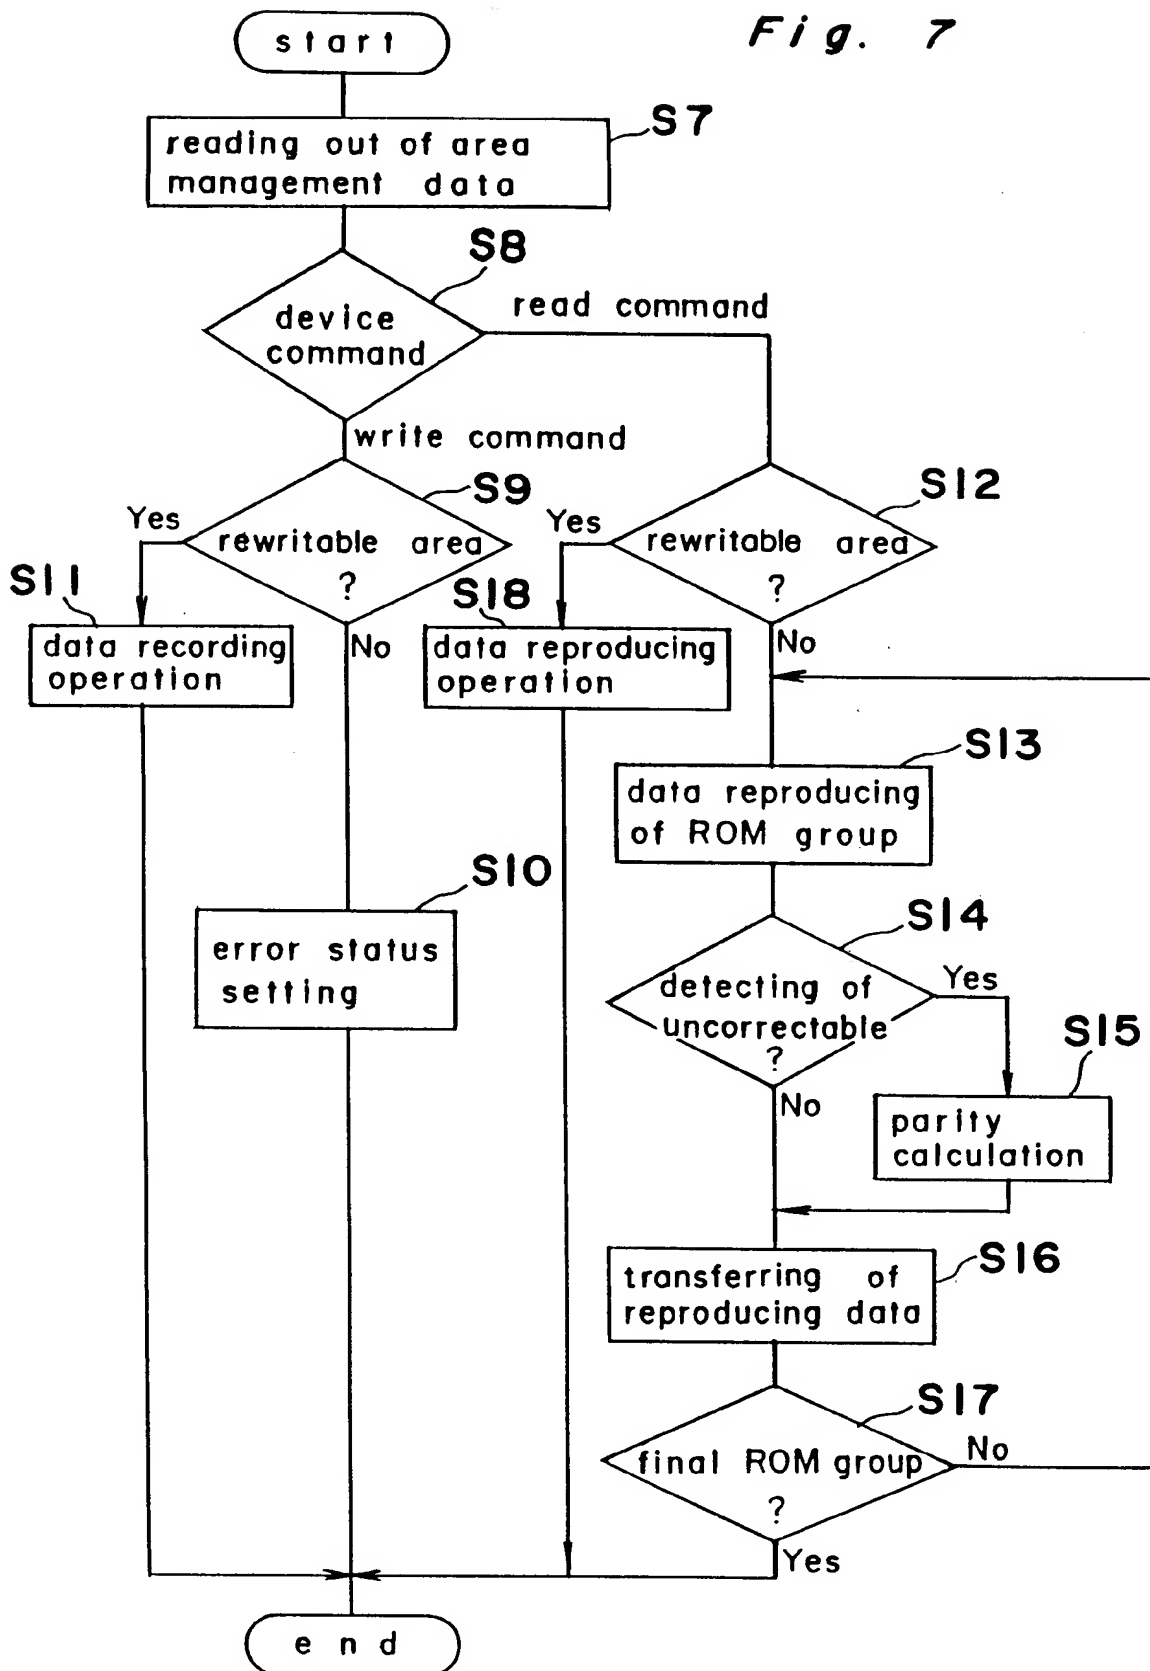 Fig. 7
start
S7
reading out of area
management data
S8
device
command
read command
write command
S9
S12
Yes
rewritable area
?
Yes
rewritable area
?
S11
S18
No
No
data recording
operation
data reproducing
operation
S13
data reproducing
of ROM group
S10
error status
setting
S14
detecting of
uncorrectable
?
Yes
No
S15
parity
calculation
S16
transferring of
reproducing data
S17
final ROM group
?
No
Yes
end